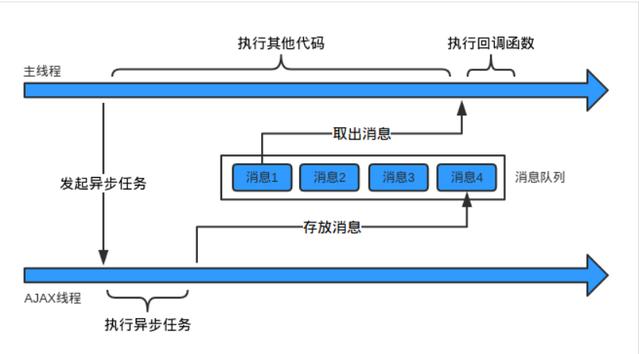 执行其他代码
执行回调函数
主线程
取出消息
发起异步任务
消息1
消息2
消息3
消息4
消息队列
存放消息
AJAX线程
执行异步任务